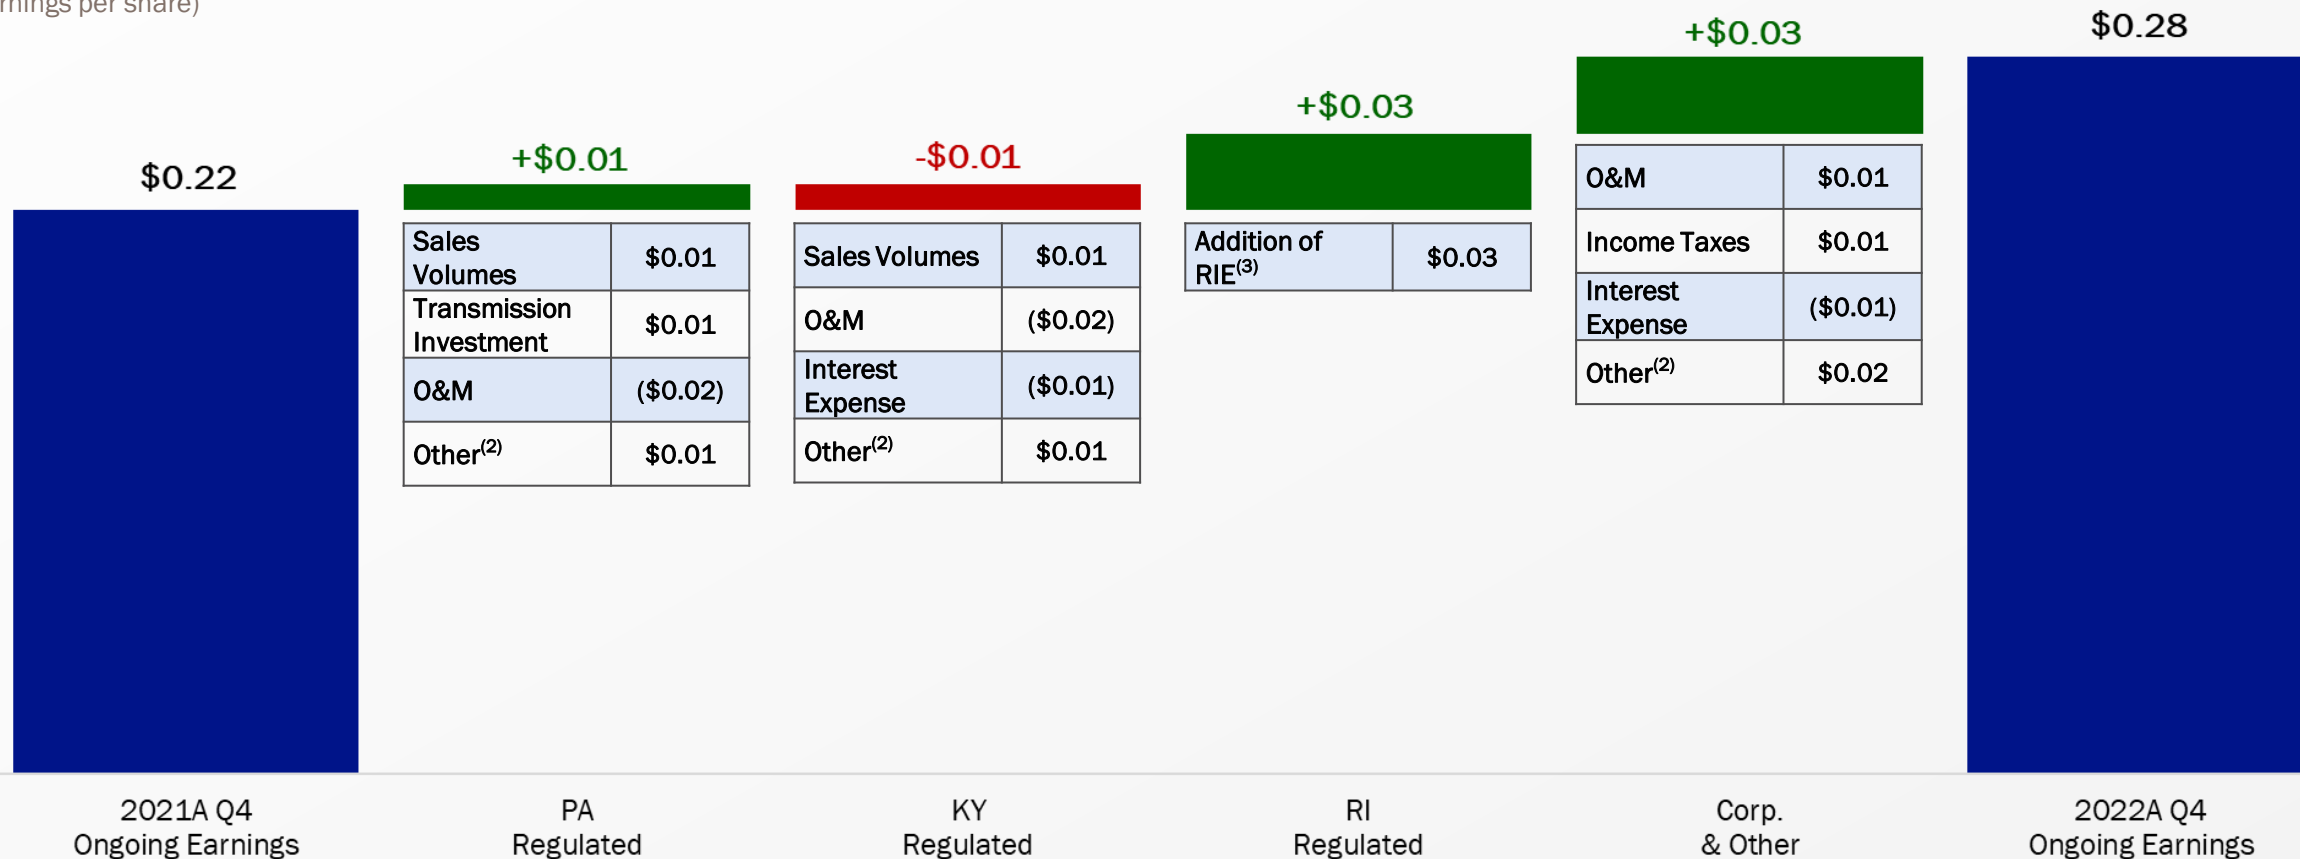 per share)
$0.22
+$0.01
-$0.01
+$0.03
+$0.03
$0.28
Sales
Volumes
$0.01
Transmission
Investment
$0.01
O&M
($0.02)
Other(2)
$0.01
Sales Volumes
$0.01
O&M
($0.02)
Interest
Expense
($0.01)
Other(2)
$0.01
Addition of
RIE(3)
$0.03
O&M
$0.01
Income Taxes
$0.01
Interest
Expense
($0.01)
Other(2)
$0.02
2021A Q4
Ongoing Earnings
PA
Regulated
KY
Regulated
RI
Regulated
Corp.
& Other
2022A Q4
Ongoing Earnings